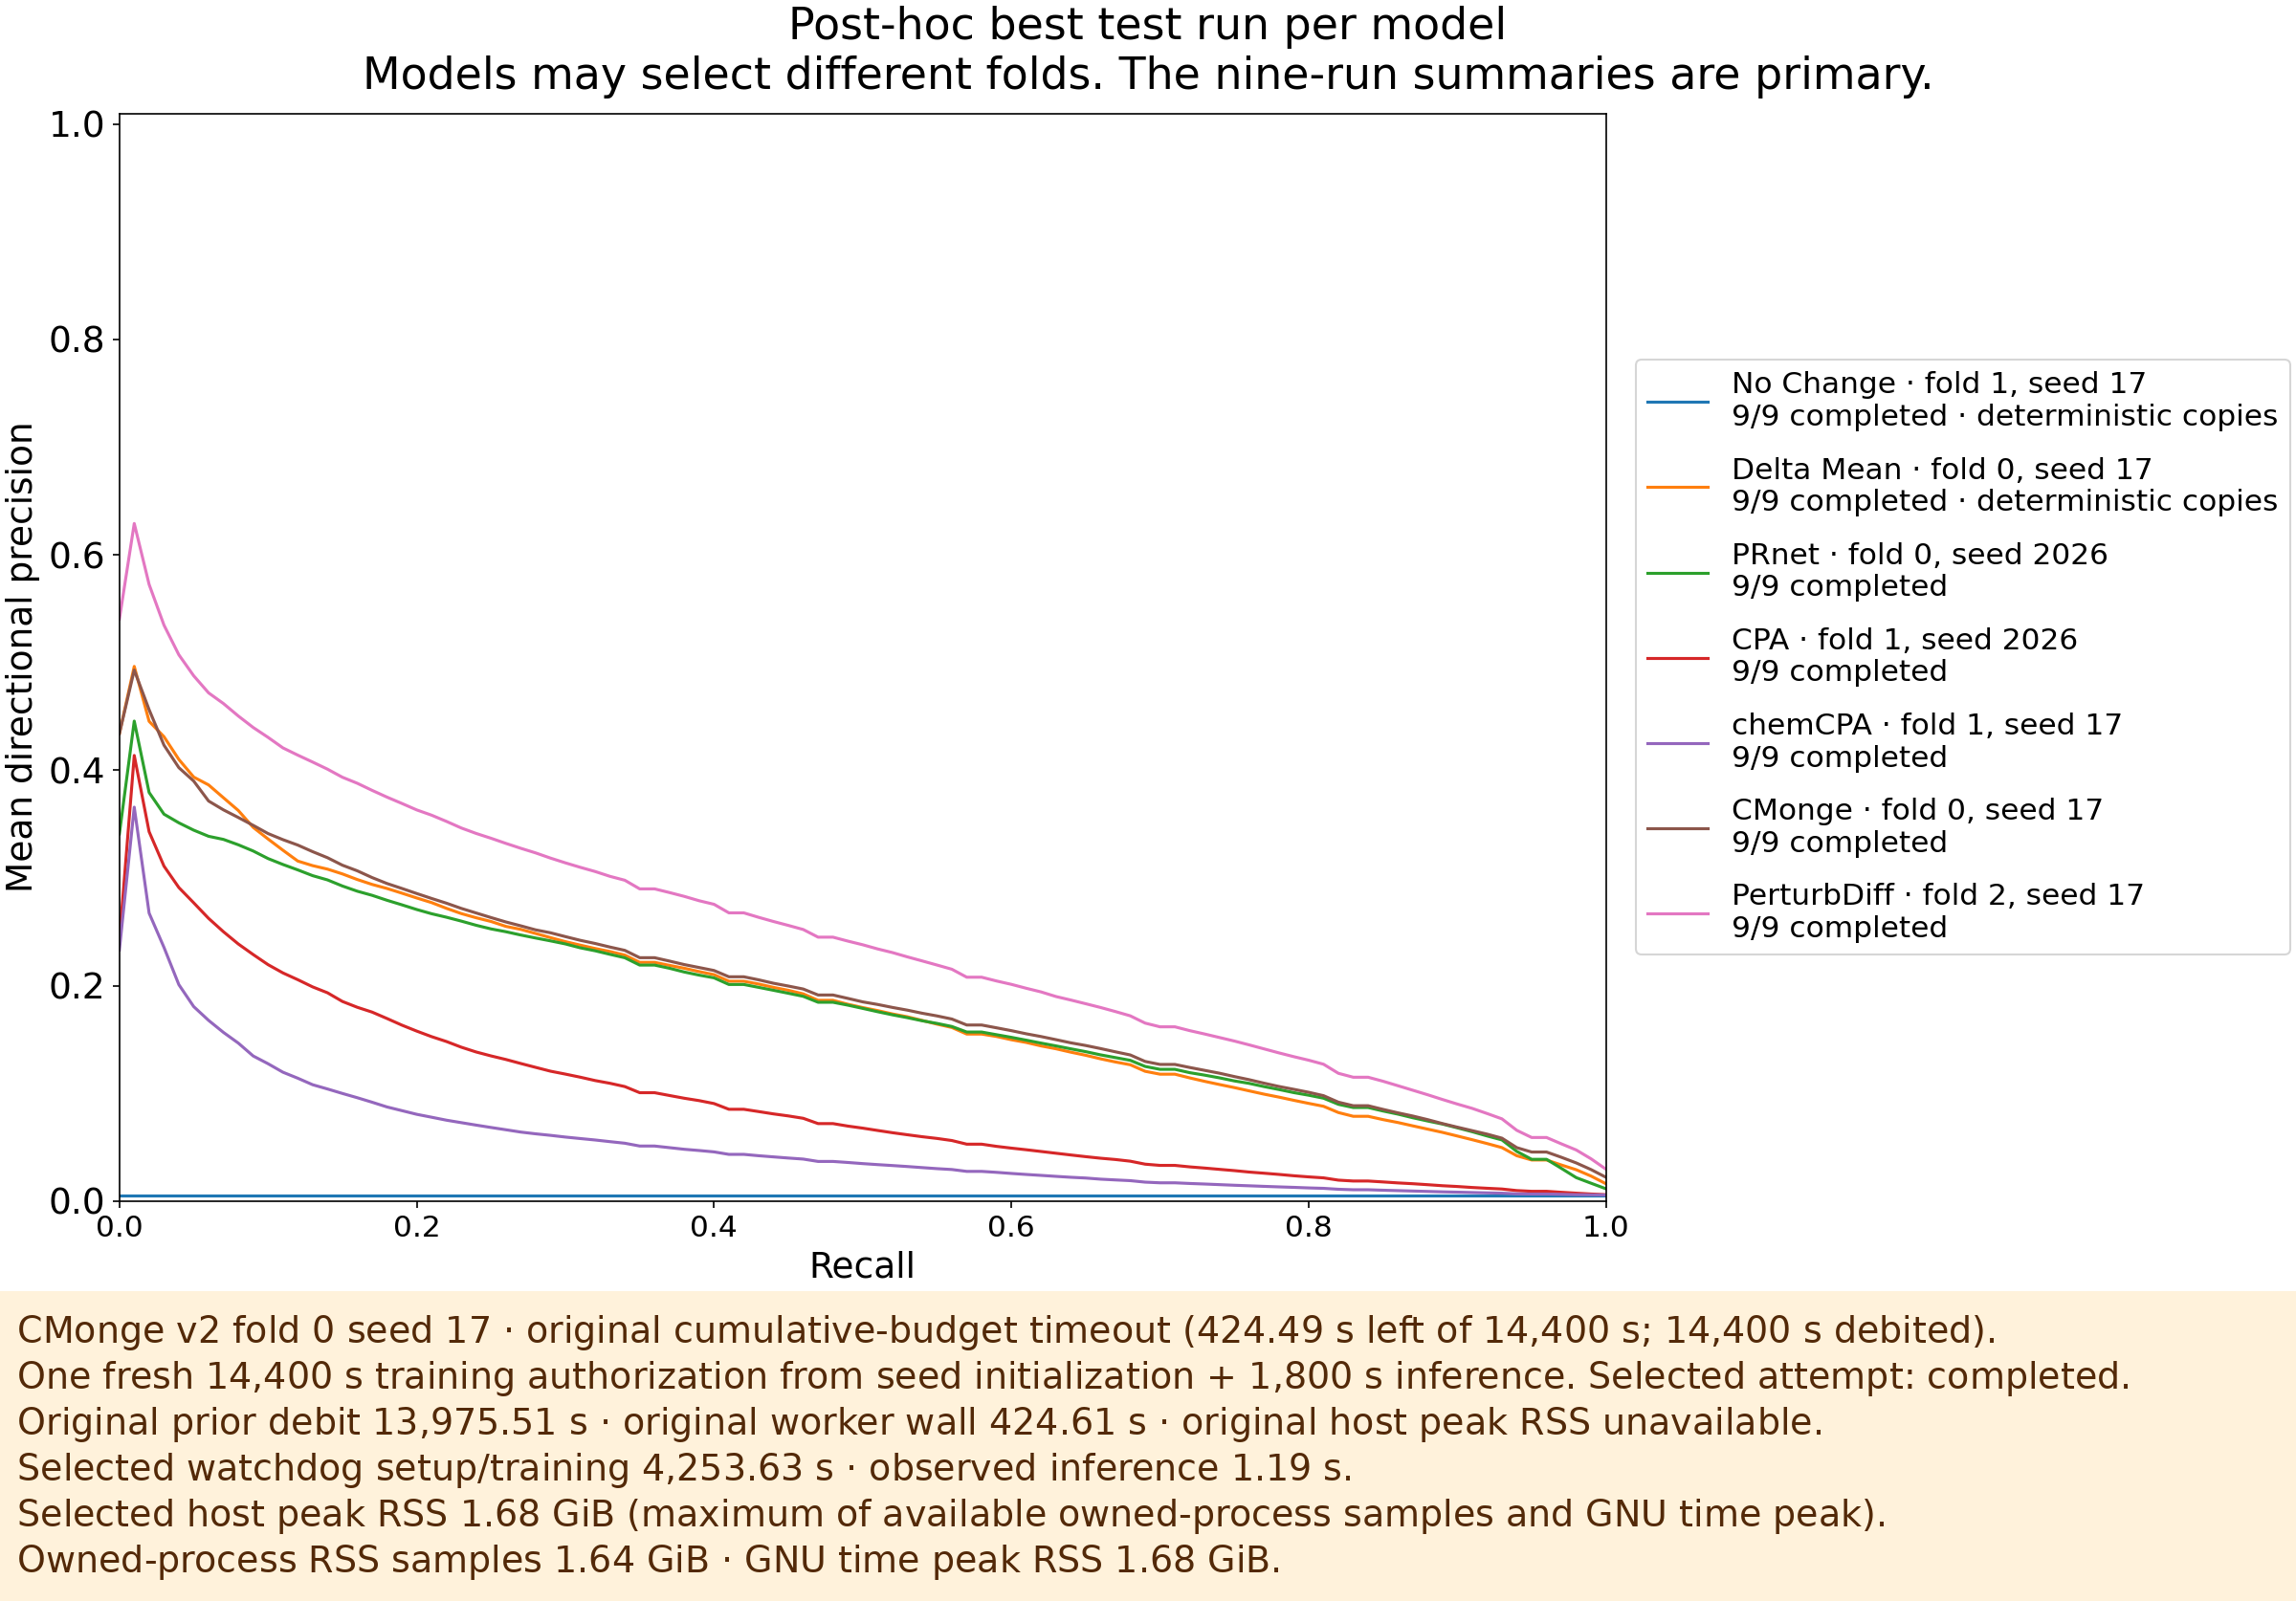 Post-hoc best test run per model
Models may select different folds. The nine-run summaries are primary.
1.0
0.8
0.6
0.4
0.2
0.0
Mean directional precision
0.0
0.2
0.4
0.6
0.8
1.0
Recall
No Change · fold 1, seed 17
9/9 completed · deterministic copies
Delta Mean · fold 0, seed 17
9/9 completed · deterministic copies
PRnet · fold 0, seed 2026
9/9 completed
CPA · fold 1, seed 2026
9/9 completed
chemCPA · fold 1, seed 17
9/9 completed
CMonge · fold 0, seed 17
9/9 completed
PerturbDiff · fold 2, seed 17
9/9 completed
CMonge v2 fold 0 seed 17 · original cumulative-budget timeout (424.49 s left of 14,400 s; 14,400 s debited).
One fresh 14,400 s training authorization from seed initialization + 1,800 s inference. Selected attempt: completed.
Original prior debit 13,975.51 s · original worker wall 424.61 s · original host peak RSS unavailable.
Selected watchdog setup/training 4,253.63 s · observed inference 1.19 s.
Selected host peak RSS 1.68 GiB (maximum of available owned-process samples and GNU time peak).
Owned-process RSS samples 1.64 GiB · GNU time peak RSS 1.68 GiB.